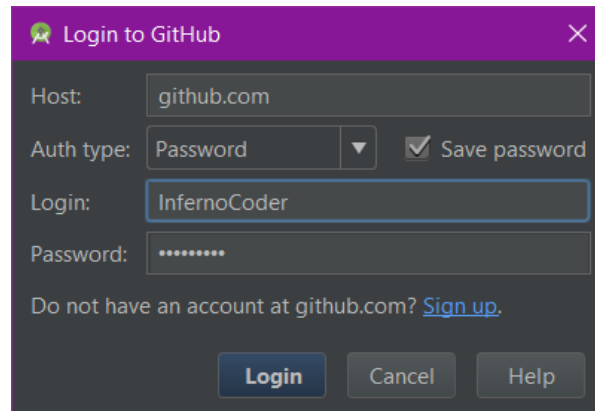 Login to GitHub
Host: github.com
Auth type: Password Save password
Login: InfernoCoder
Password: •••••••••
Do not have an account at github.com? Sign up.
Login Cancel Help